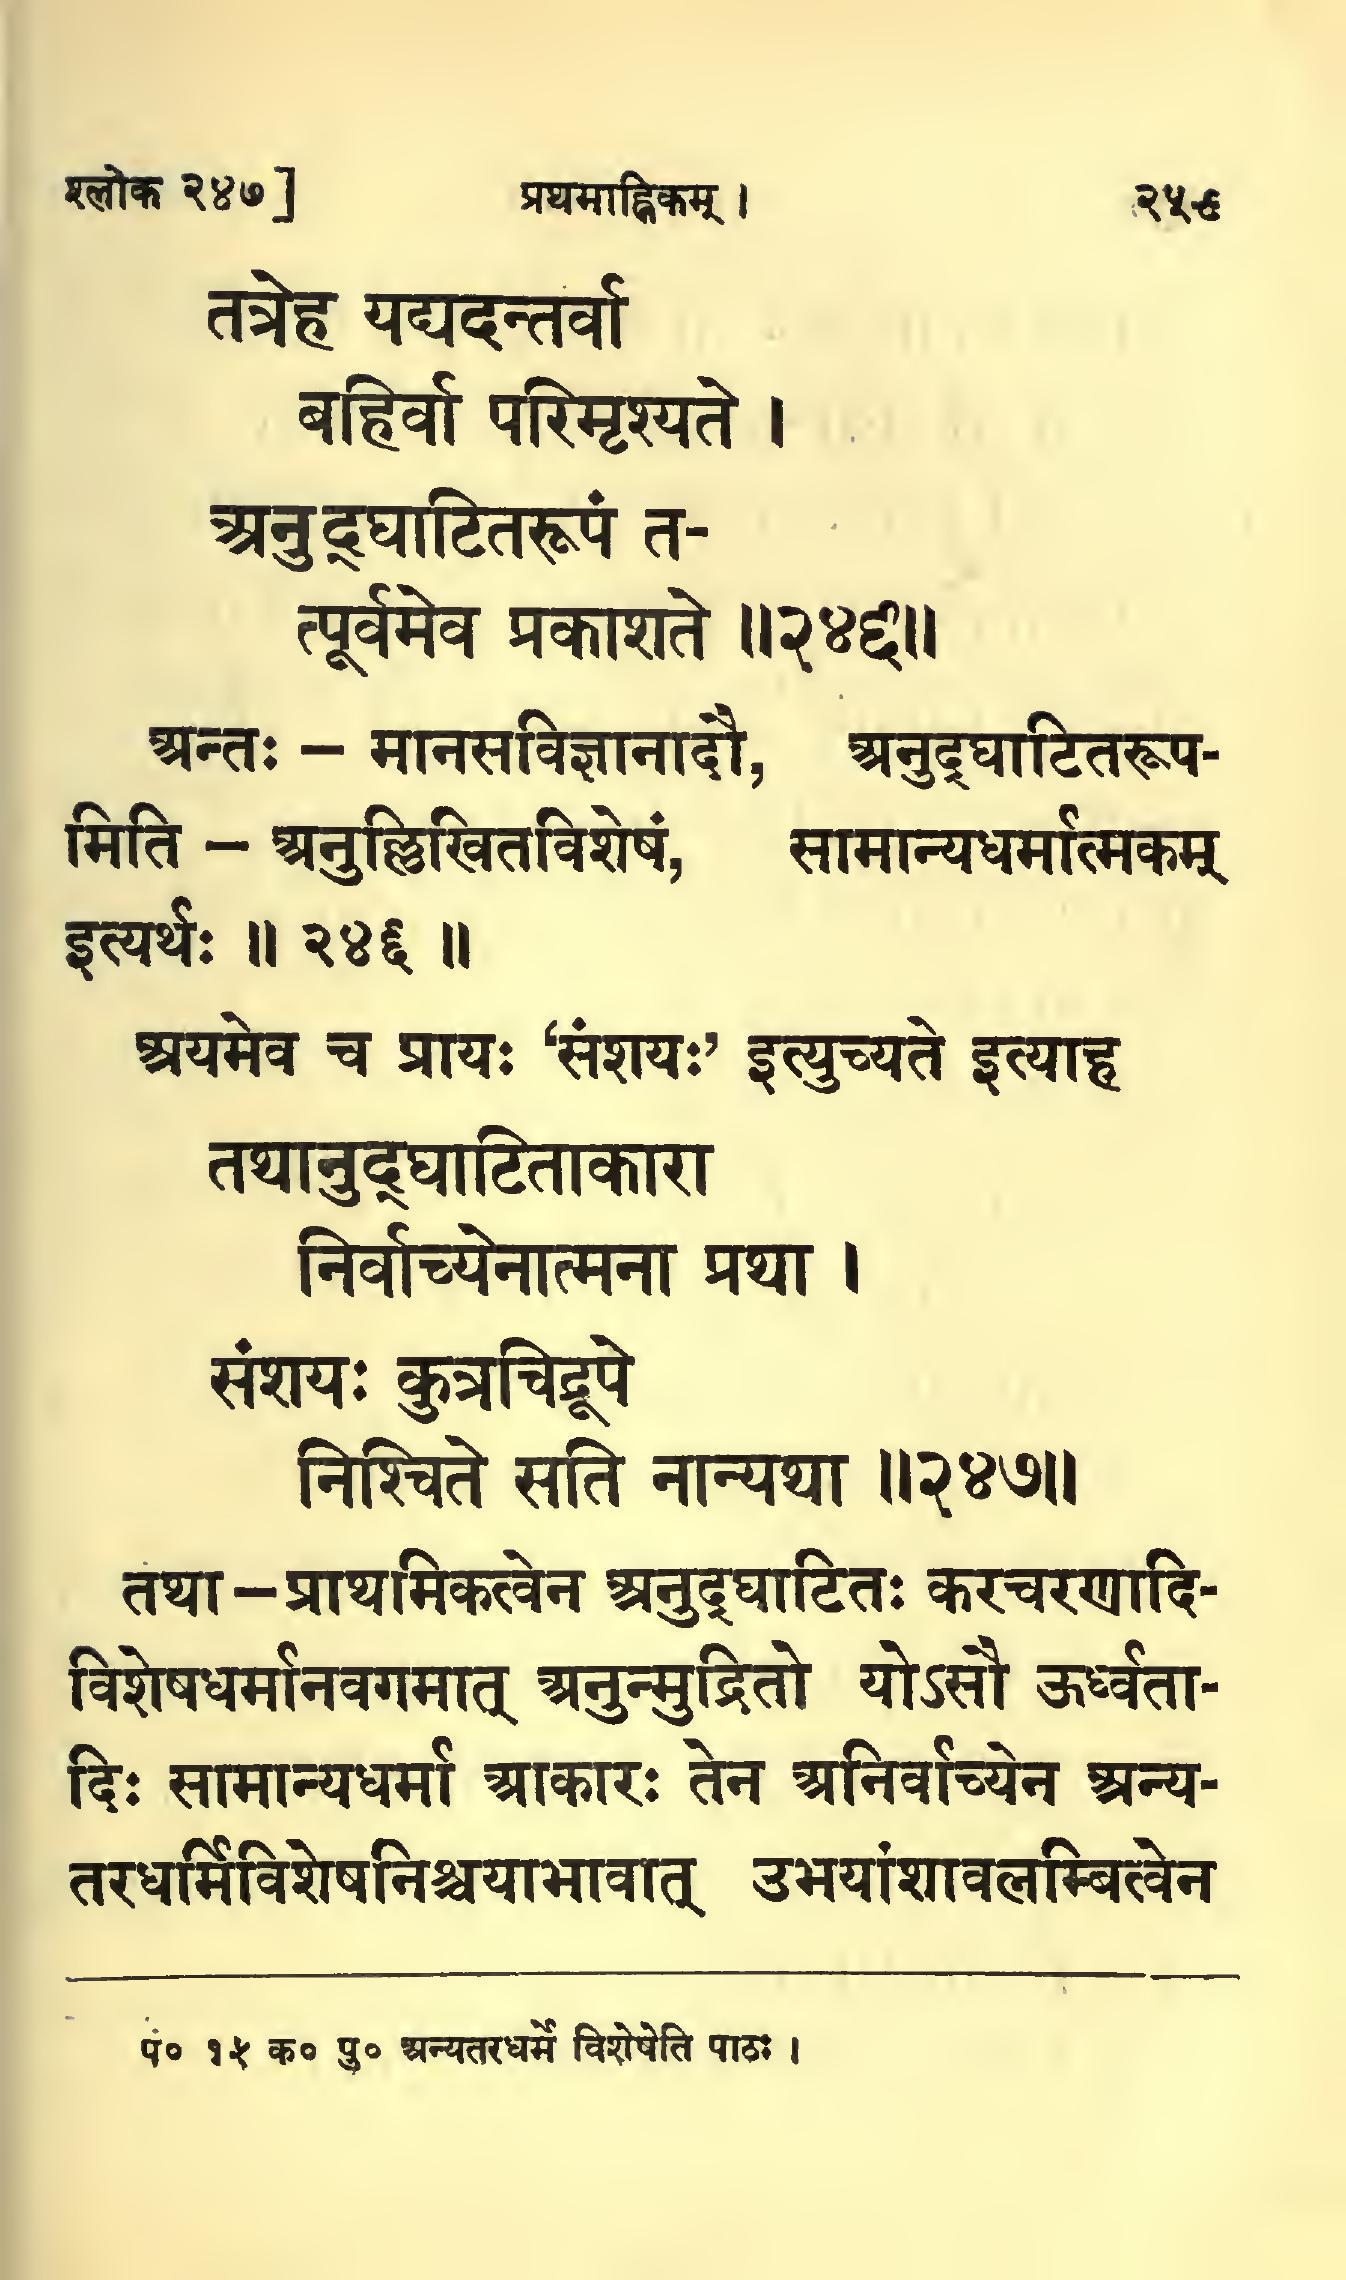 श्लोक २४७] प्रथमाह्निकम् । २५९
तत्रेह यद्यदन्तर्वा
बहिर्वा परिमृश्यते ।
अनुद्घाटितरूपं त-
त्पूर्वमेव प्रकाशते ॥२४६॥
अन्तः – मानसविज्ञानादौ, अनुद्घाटितरूप-
मिति – अनुल्लिखितविशेषं, सामान्यधर्मात्मकम्
इत्यर्थः ॥ २४६ ॥
अयमेव च प्रायः ‘संशयः’ इत्युच्यते इत्याह
तथानुद्घाटिताकारा
निर्वाच्येनात्मना प्रथा ।
संशयः कुत्रचिद्रूपे
निश्चिते सति नान्यथा ॥२४७॥
तथा – प्राथमिकत्वेन अनुद्घाटितः करचरणादि-
विशेषधर्मानवगमात् अनुन्मुद्रितो योऽसौ ऊर्ध्वता-
दिः सामान्यधर्मा आकारः तेन अनिर्वाच्येन अन्य-
तरधर्मिविशेषनिश्चयाभावात् उभयांशावलम्बित्वेन
पं० १५ क० पु० अन्यतरधर्मे विशेषेति पाठः ।